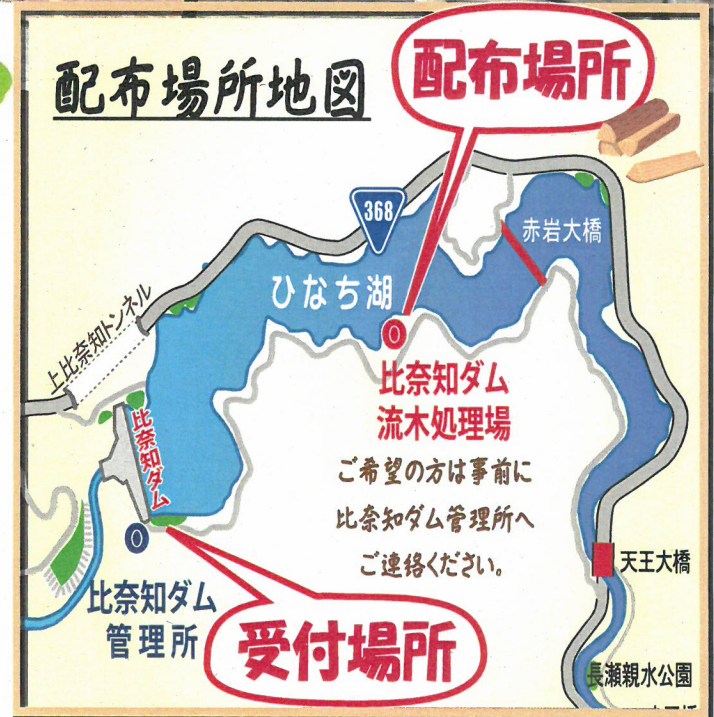 配布場所地図
配布場所
368
赤岩大橋
ひなち湖
上比奈知トンネル
比奈知ダム
比奈知ダム
流木処理場
ご希望の方は事前に
比奈知ダム管理所へ
ご連絡ください。
天王大橋
比奈知ダム
管理所
受付場所
長瀬親水公園